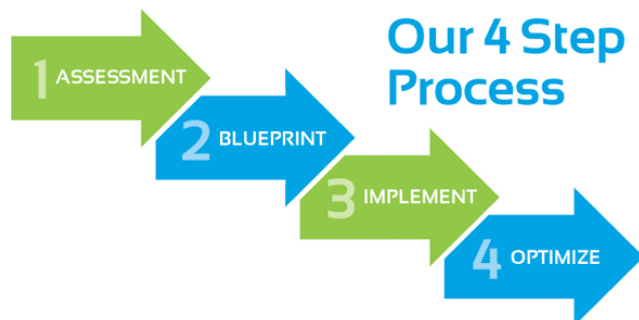 Our 4 Step
Process
1 ASSESSMENT
2 BLUEPRINT
3 IMPLEMENT
4 OPTIMIZE